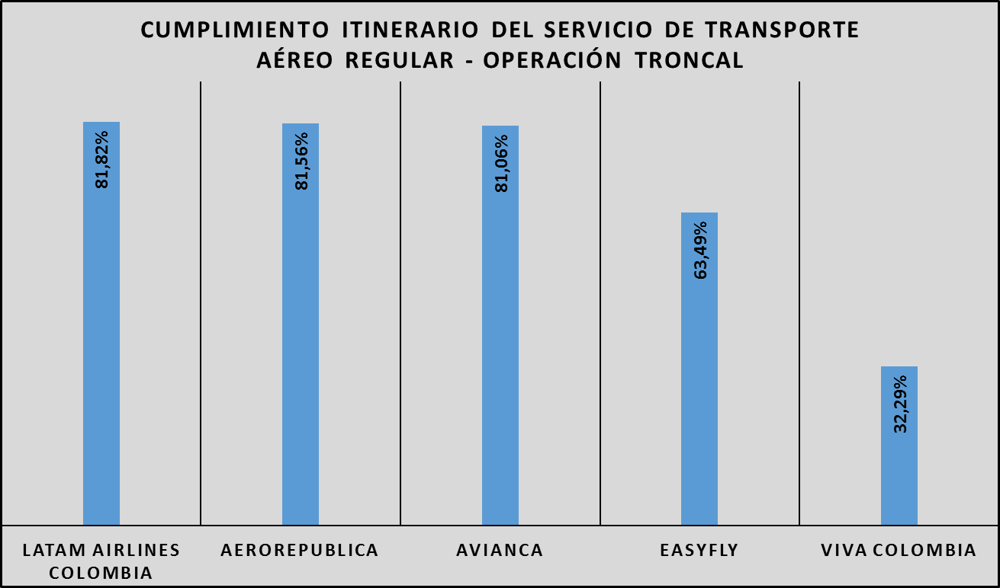 CUMPLIMIENTO ITINERARIO DEL SERVICIO DE TRANSPORTE
AÉREO REGULAR - OPERACIÓN TRONCAL
81,82%
81,56%
81,06%
63,49%
32,29%
LATAM AIRLINES
COLOMBIA
AEROREPUBLICA
AVIANCA
EASYFLY
VIVA COLOMBIA